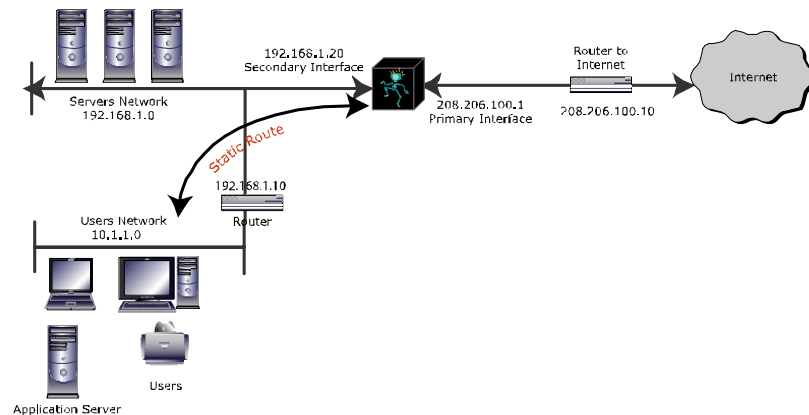 192.168.1.20
Secondary Interface
Router to
Internet
Internet
Servers Network
192.168.1.0
208.206.100.1
Primary Interface
208.206.100.10
Static Route
192.168.1.10
Router
Users Network
10.1.1.0
Users
Application Server